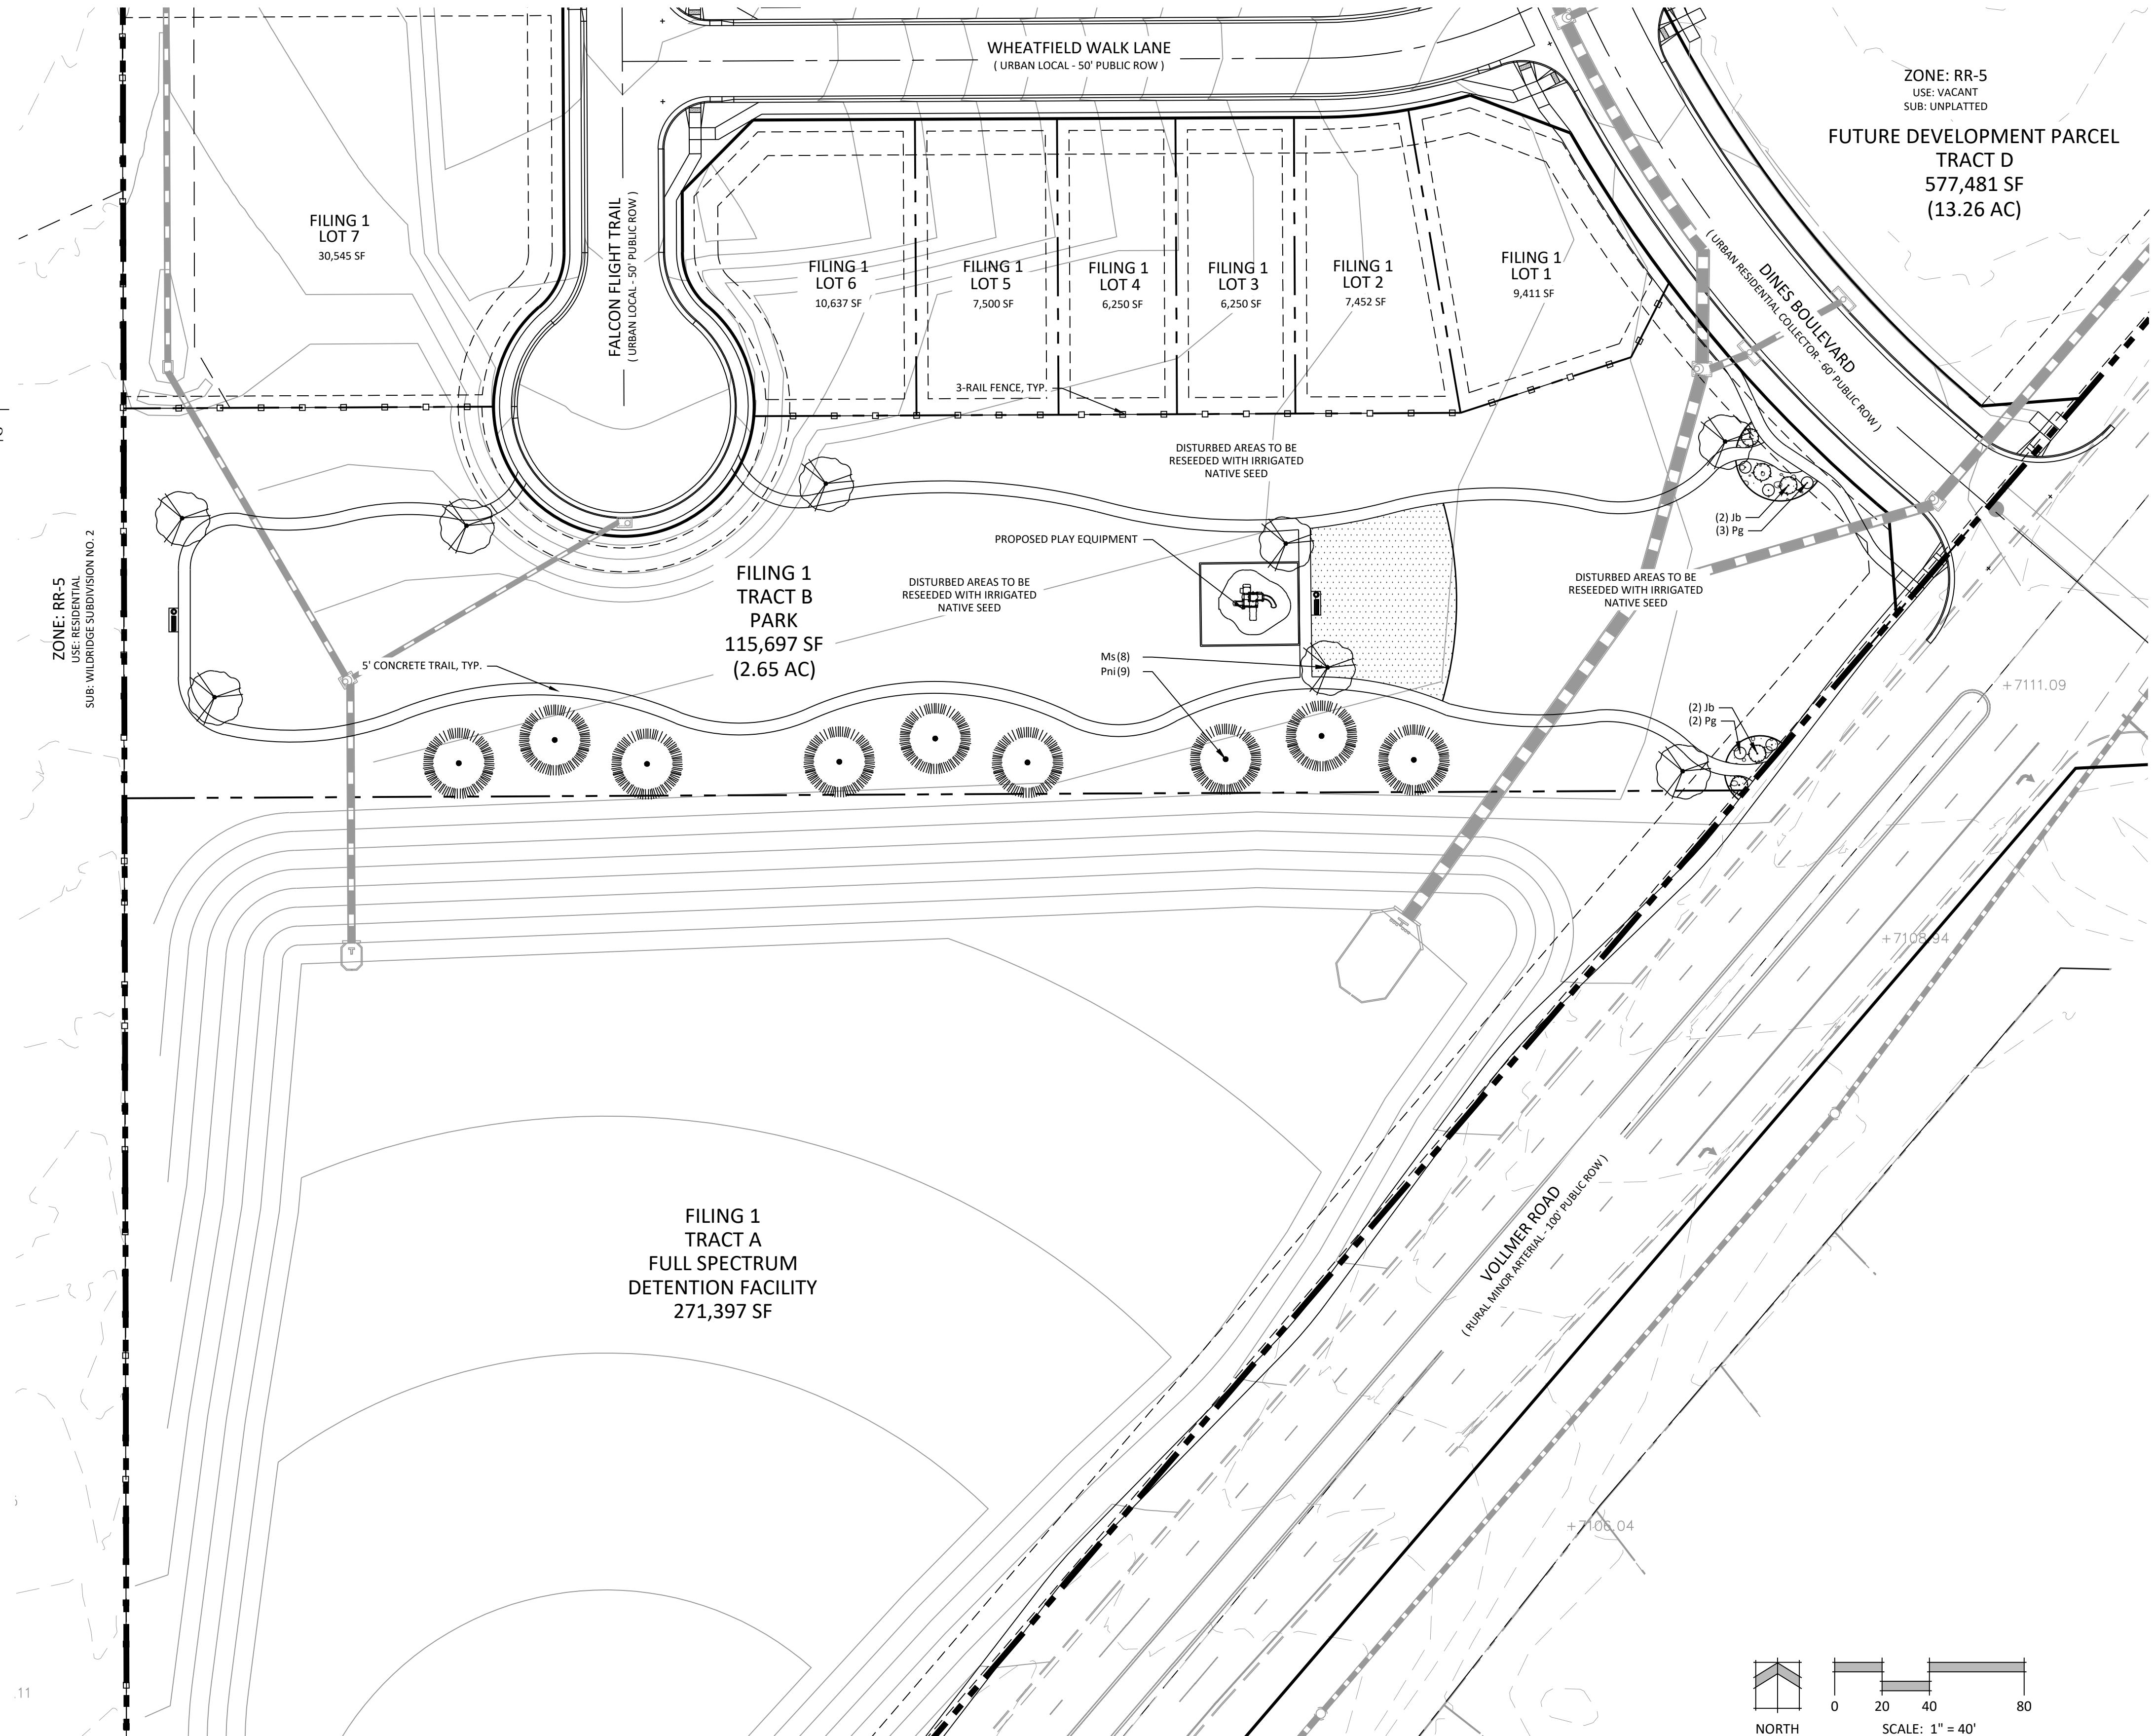 WHEATFIELD WALK LANE
( URBAN LOCAL - 50' PUBLIC ROW )
ZONE: RR-5
USE: VACANT
SUB: UNPLATTED
FUTURE DEVELOPMENT PARCEL
TRACT D
577,481 SF
(13.26 AC)
FILING 1
LOT 7
30,545 SF
FALCON FLIGHT TRAIL
( URBAN LOCAL - 50' PUBLIC ROW )
FILING 1
LOT 6
10,637 SF
FILING 1
LOT 5
7,500 SF
FILING 1
LOT 4
6,250 SF
FILING 1
LOT 3
6,250 SF
FILING 1
LOT 2
7,452 SF
FILING 1
LOT 1
9,411 SF
DINES BOULEVARD
( URBAN RESIDENTIAL COLLECTOR - 60' PUBLIC ROW )
3-RAIL FENCE, TYP.
DISTURBED AREAS TO BE
RESEEDED WITH IRRIGATED
NATIVE SEED
(2) Jb
(3) Pg
PROPOSED PLAY EQUIPMENT
ZONE: RR-5
USE: RESIDENTIAL
SUB: WILDRIDGE SUBDIVISION NO. 2
FILING 1
TRACT B
PARK
115,697 SF
(2.65 AC)
DISTURBED AREAS TO BE
RESEEDED WITH IRRIGATED
NATIVE SEED
DISTURBED AREAS TO BE
RESEEDED WITH IRRIGATED
NATIVE SEED
5' CONCRETE TRAIL, TYP.
Ms (8)
Pni (9)
+7111.09
(2) Jb
(2) Pg
+7108.94
FILING 1
TRACT A
FULL SPECTRUM
DETENTION FACILITY
271,397 SF
VOLLMER ROAD
( RURAL MINOR ARTERIAL - 100' PUBLIC ROW )
+7106.04
.11
0 20 40 80
NORTH
SCALE: 1" = 40'